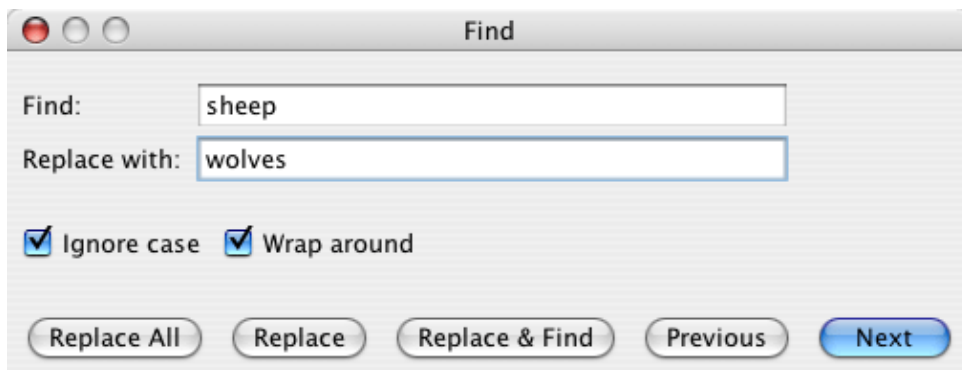 Find
Find: sheep
Replace with: wolves
Ignore case Wrap around
Replace All Replace Replace & Find Previous Next